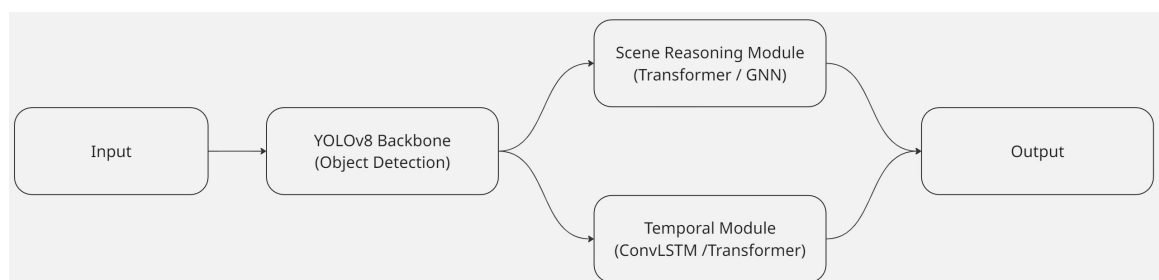 Input
YOLOv8 Backbone
(Object Detection)
Scene Reasoning Module
(Transformer / GNN)
Temporal Module
(ConvLSTM /Transformer)
Output